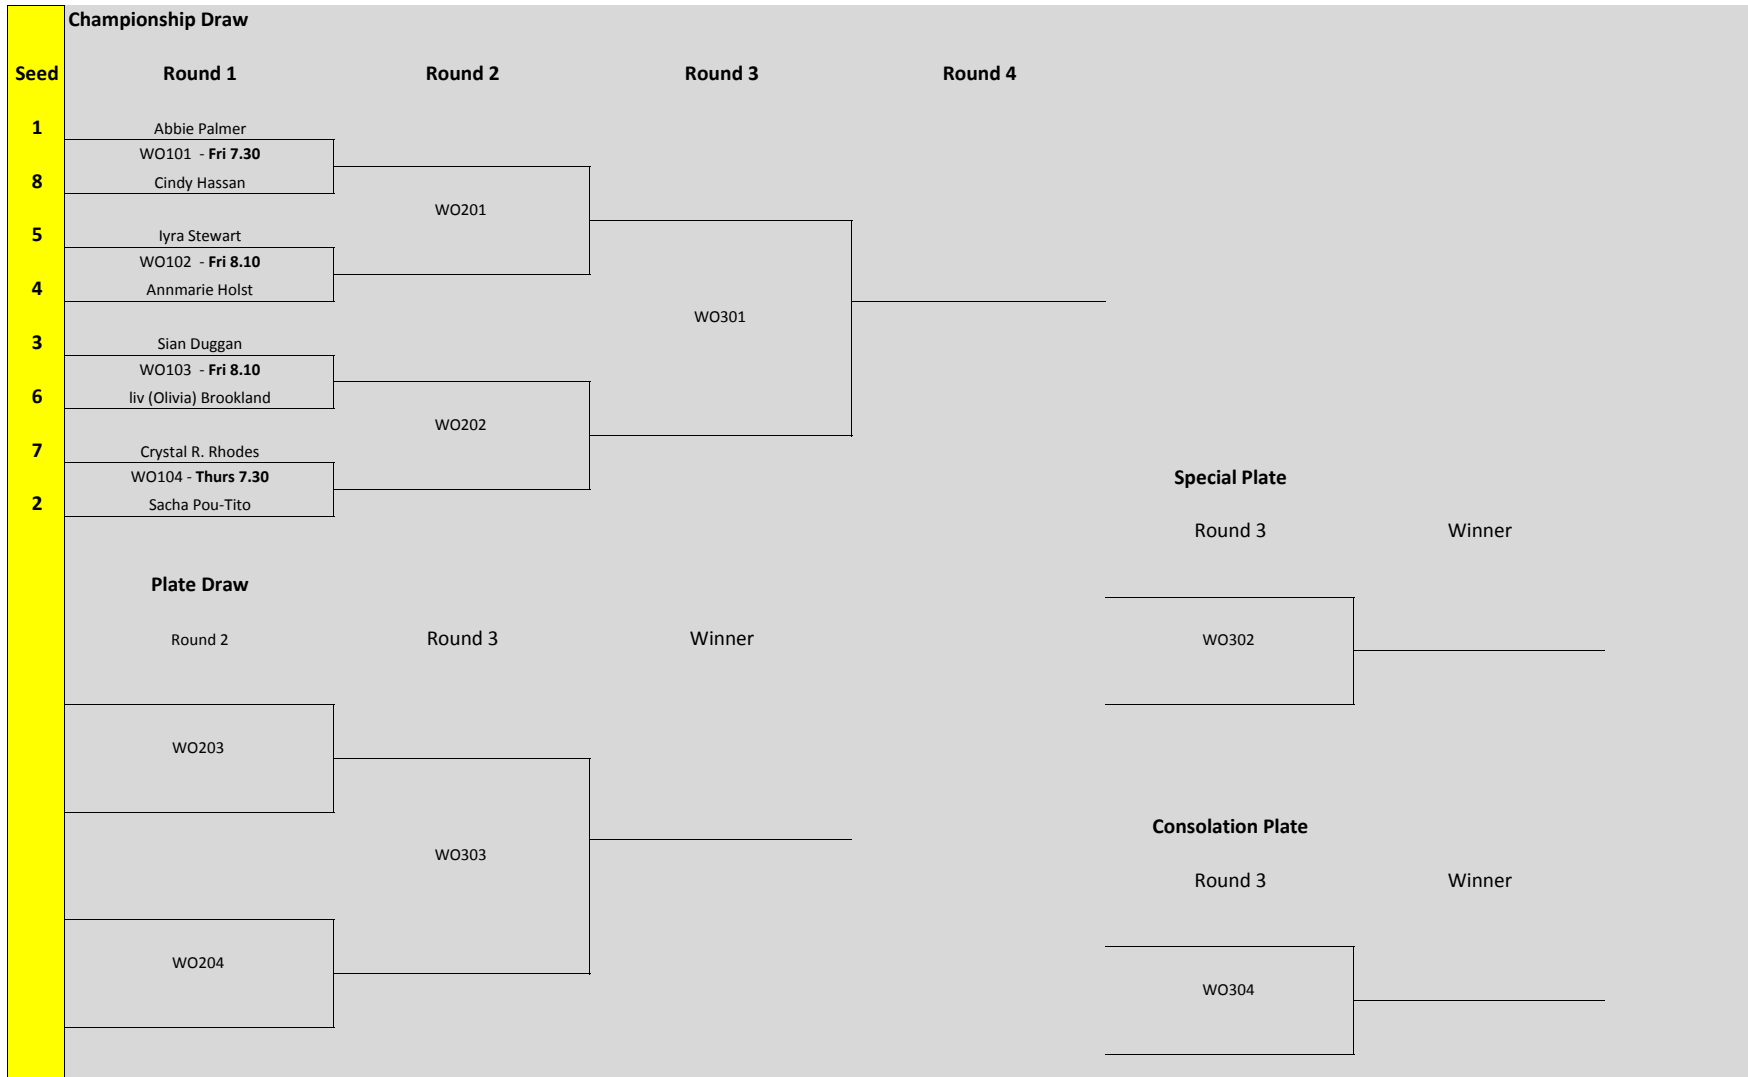 Championship Draw
Seed Round 1 Round 2 Round 3 Round 4
1 Abbie Palmer
WO101 - Fri 7.30
8 Cindy Hassan
WO201
5 Iyra Stewart
WO102 - Fri 8.10
4 Annmarie Holst
WO301
3 Sian Duggan
WO103 - Fri 8.10
6 liv (Olivia) Brookland
WO202
7 Crystal R. Rhodes
WO104 - Thurs 7.30 Special Plate
2 Sacha Pou-Tito
Round 3 Winner
Plate Draw
Round 2 Round 3 Winner WO302
WO203
Consolation Plate
WO303
Round 3 Winner
WO204
WO304